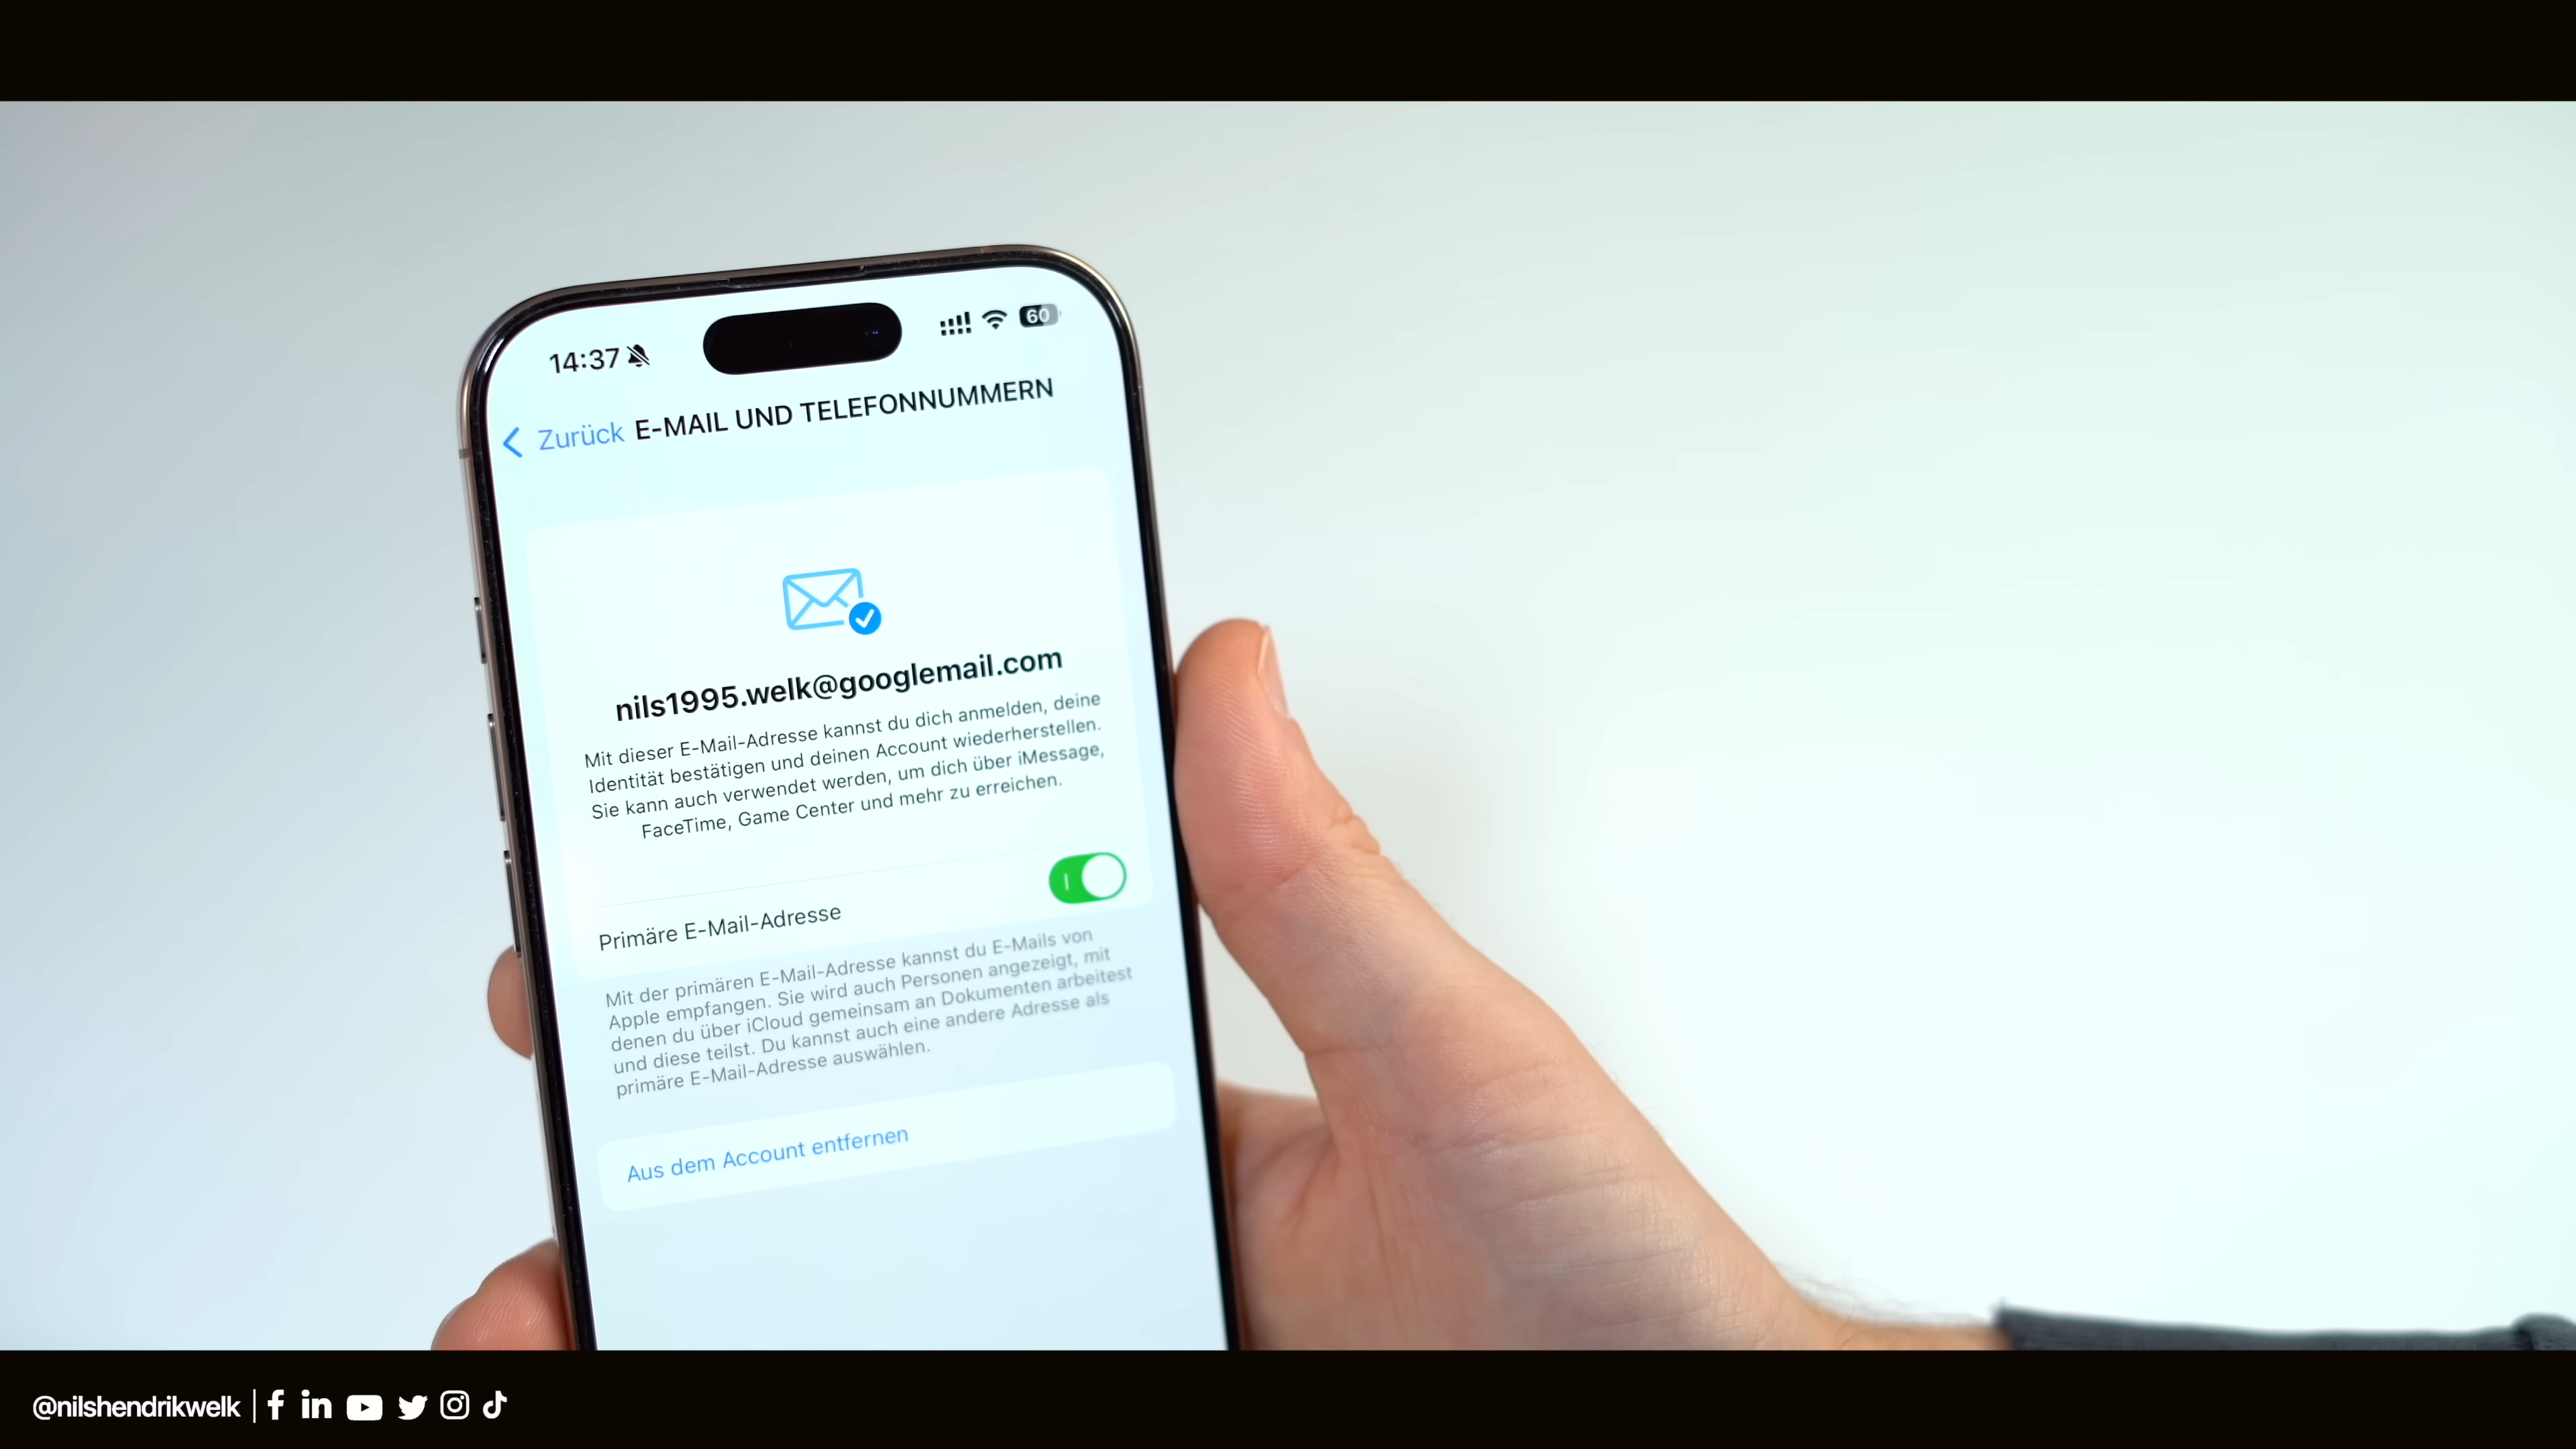 14:37
60
Zurück E-MAIL UND TELEFONNUMMERN
nils1995.welk@googlemail.com
Mit dieser E-Mail-Adresse kannst du dich anmelden, deine
Identität bestätigen und deinen Account wiederherstellen.
Sie kann auch verwendet werden, um dich über iMessage,
FaceTime, Game Center und mehr zu erreichen.
Primäre E-Mail-Adresse
Mit der primären E-Mail-Adresse kannst du E-Mails von
Apple empfangen. Sie wird auch Personen angezeigt, mit
denen du über iCloud gemeinsam an Dokumenten arbeitest
und diese teilst. Du kannst auch eine andere Adresse als
primäre E-Mail-Adresse auswählen.
Aus dem Account entfernen
@nilshendrikwelk